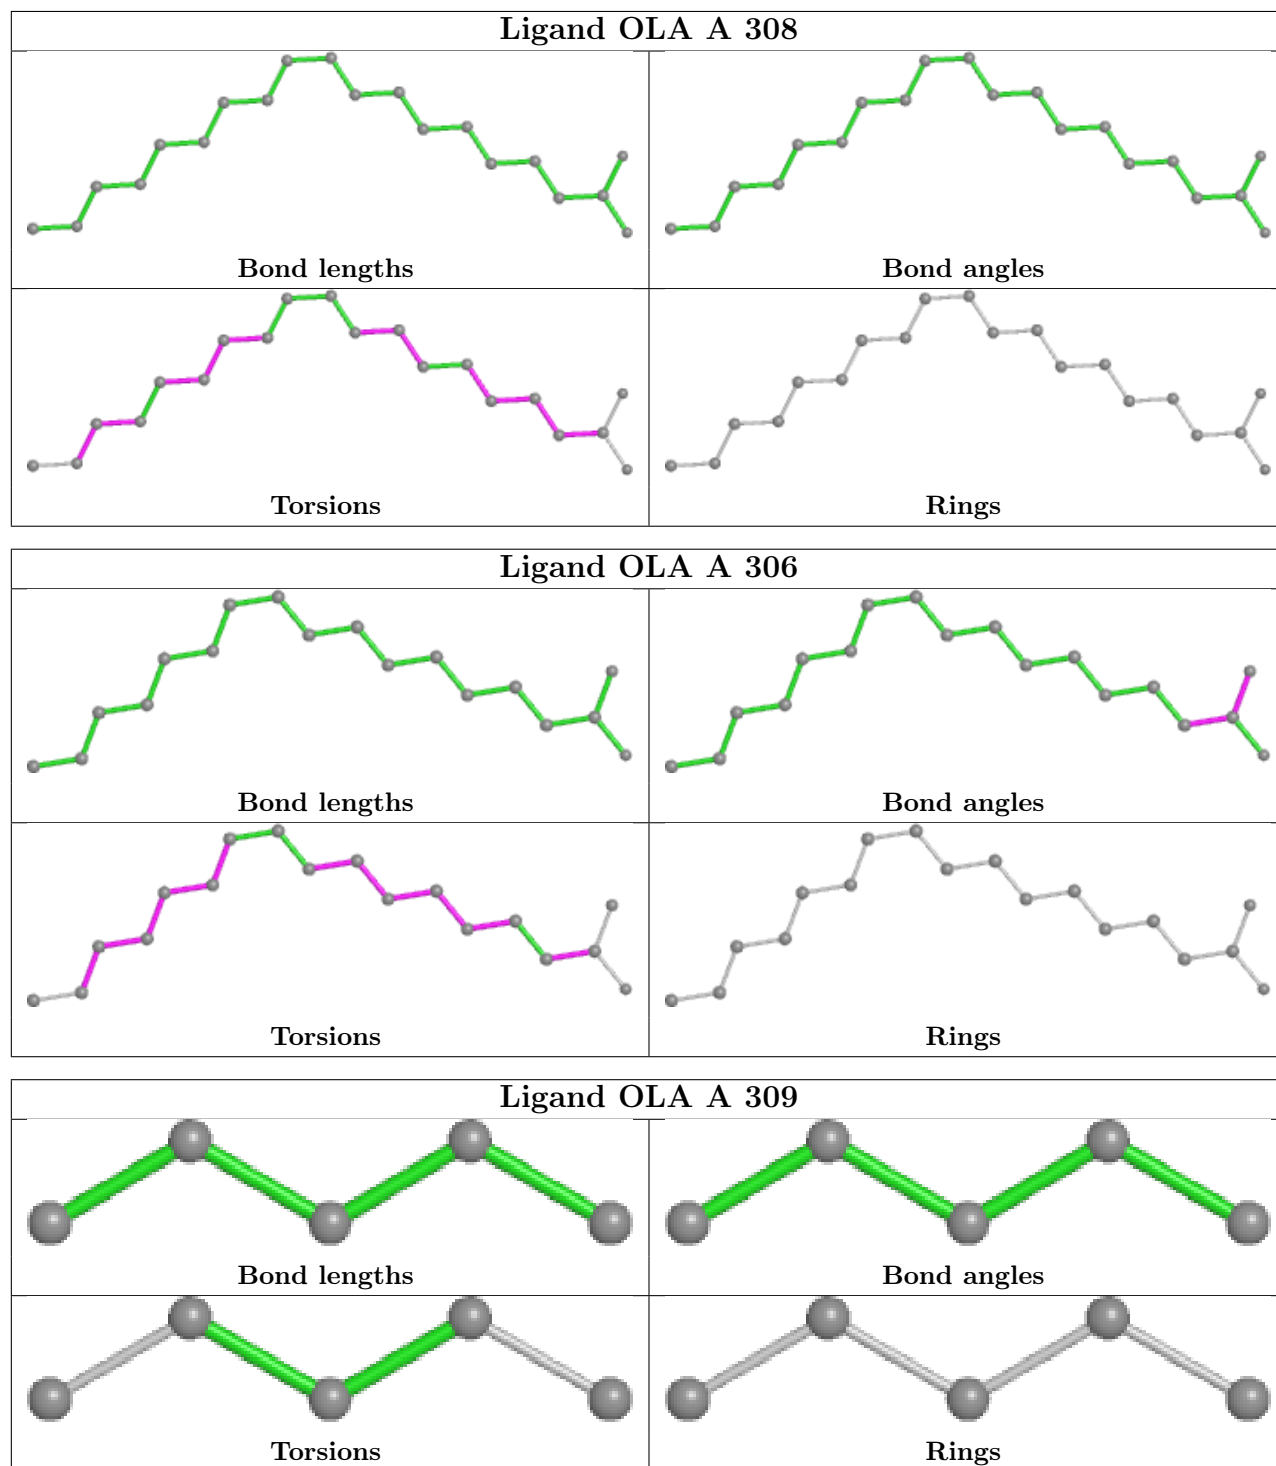 Ligand OLA A 308
Bond lengths
Bond angles
Torsions
Rings
Ligand OLA A 306
Bond lengths
Bond angles
Torsions
Rings
Ligand OLA A 309
Bond lengths
Bond angles
Torsions
Rings